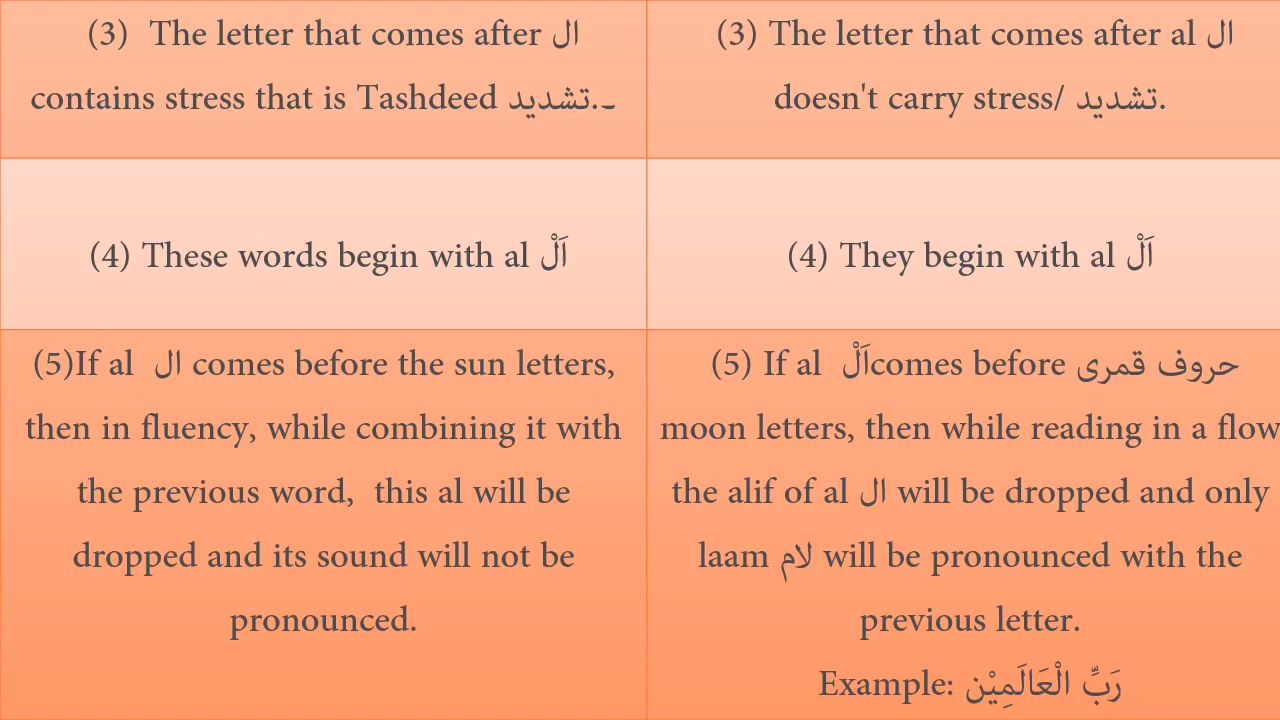 (3) The letter that comes after ال
contains stress that is Tashdeed تشدید.ـ
(3) The letter that comes after al ال
doesn't carry stress/ تشدید.
(4) These words begin with al اَلْ
(4) They begin with al اَلْ
(5)If al ال comes before the sun letters,
then in fluency, while combining it with
the previous word, this al will be
dropped and its sound will not be
pronounced.
(5) If al اَلْcomes before حروف قمری
moon letters, then while reading in a flow
the alif of al ال will be dropped and only
laam لام will be pronounced with the
previous letter.
Example: رَبِّ الْعَالَمِيْن